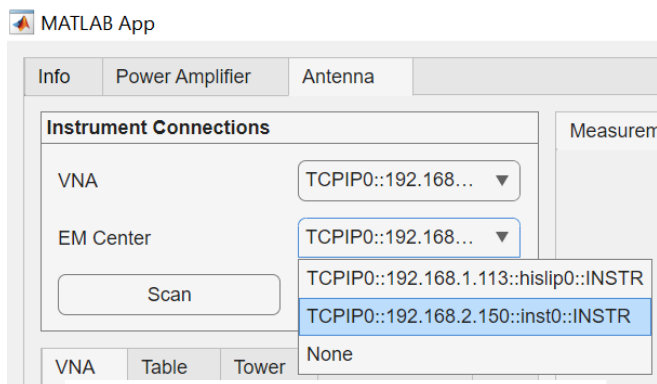 MATLAB App
Info Power Amplifier Antenna
Instrument Connections
Measurem
VNA TCPIP0::192.168...
EM Center TCPIP0::192.168...
Scan
TCPIP0::192.168.1.113::hislip0::INSTR
TCPIP0::192.168.2.150::inst0::INSTR
None
VNA Table Tower